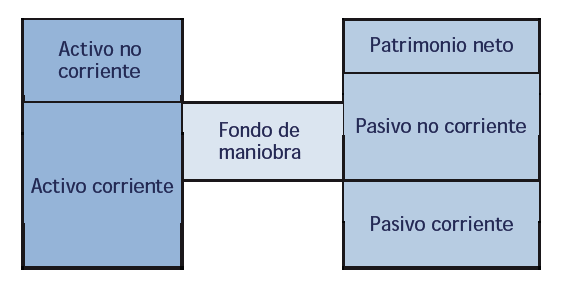 Activo no
corriente
Activo corriente
Fondo de
maniobra
Patrimonio neto
Pasivo no corriente
Pasivo corriente